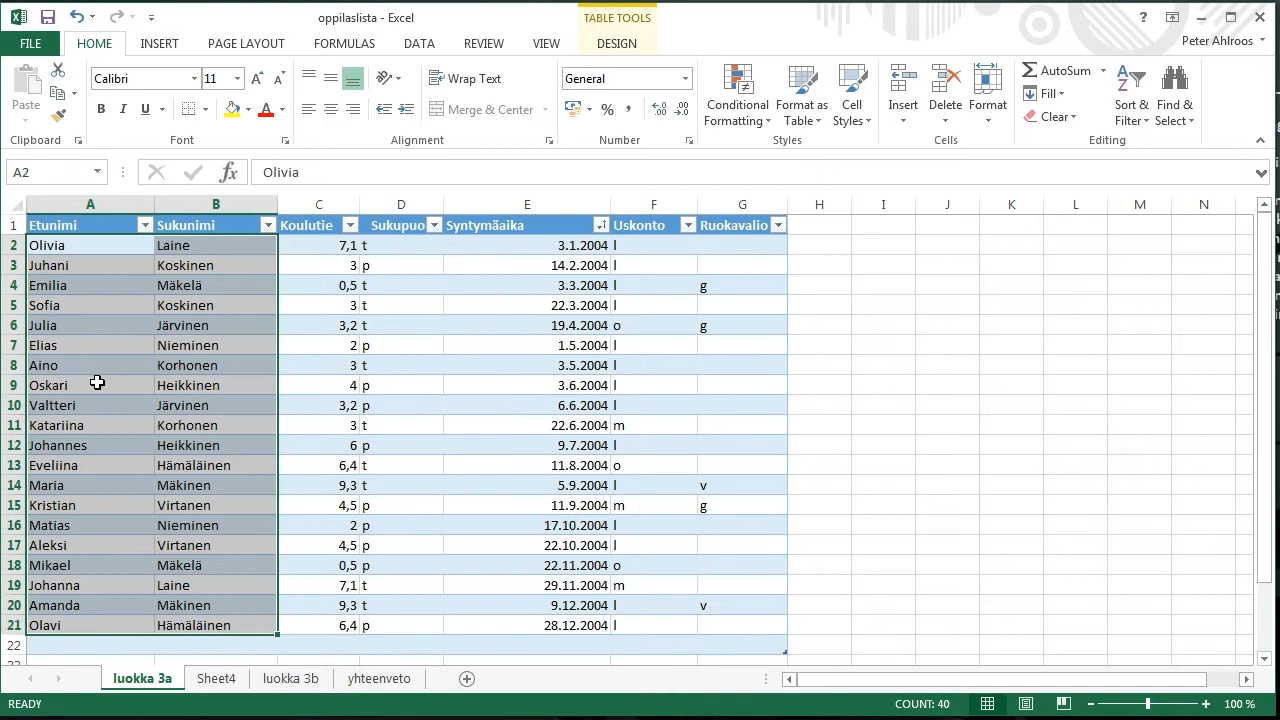 oppilaslista - Excel
TABLE TOOLS
FILE HOME INSERT PAGE LAYOUT FORMULAS DATA REVIEW VIEW DESIGN Peter Ahlroos
Paste
Calibri 11
Wrap Text
General
Conditional Formatting
Format as Table
Cell Styles
Insert Delete Format
AutoSum
Fill
Clear
Sort & Filter
Find & Select
B I U A
Merge & Center
Clipboard Font Alignment Number Styles Cells Editing
A2 fx Olivia
A B C D E F G H I J K L M N
1 Etunimi Sukunimi Koulutie Sukupuo Syntymäaika Uskonto Ruokavalio
2 Olivia Laine 7,1 t 3.1.2004 l
3 Juhani Koskinen 3 p 14.2.2004 l
4 Emilia Mäkelä 0,5 t 3.3.2004 l g
5 Sofia Koskinen 3 t 22.3.2004 l
6 Julia Järvinen 3,2 t 19.4.2004 o g
7 Elias Nieminen 2 p 1.5.2004 l
8 Aino Korhonen 3 t 3.5.2004 l
9 Oskari Heikkinen 4 p 3.6.2004 l
10 Valtteri Järvinen 3,2 p 6.6.2004 l
11 Katariina Korhonen 3 t 22.6.2004 m
12 Johannes Heikkinen 6 p 9.7.2004 l
13 Eveliina Hämäläinen 6,4 t 11.8.2004 o
14 Maria Mäkinen 9,3 t 5.9.2004 l v
15 Kristian Virtanen 4,5 p 11.9.2004 m g
16 Matias Nieminen 2 p 17.10.2004 l
17 Aleksi Virtanen 4,5 p 22.10.2004 l
18 Mikael Mäkelä 0,5 p 22.11.2004 o
19 Johanna Laine 7,1 t 29.11.2004 m
20 Amanda Mäkinen 9,3 t 9.12.2004 l v
21 Olavi Hämäläinen 6,4 p 28.12.2004 l
22
luokka 3a Sheet4 luokka 3b yhteenveto
READY COUNT: 40 100 %